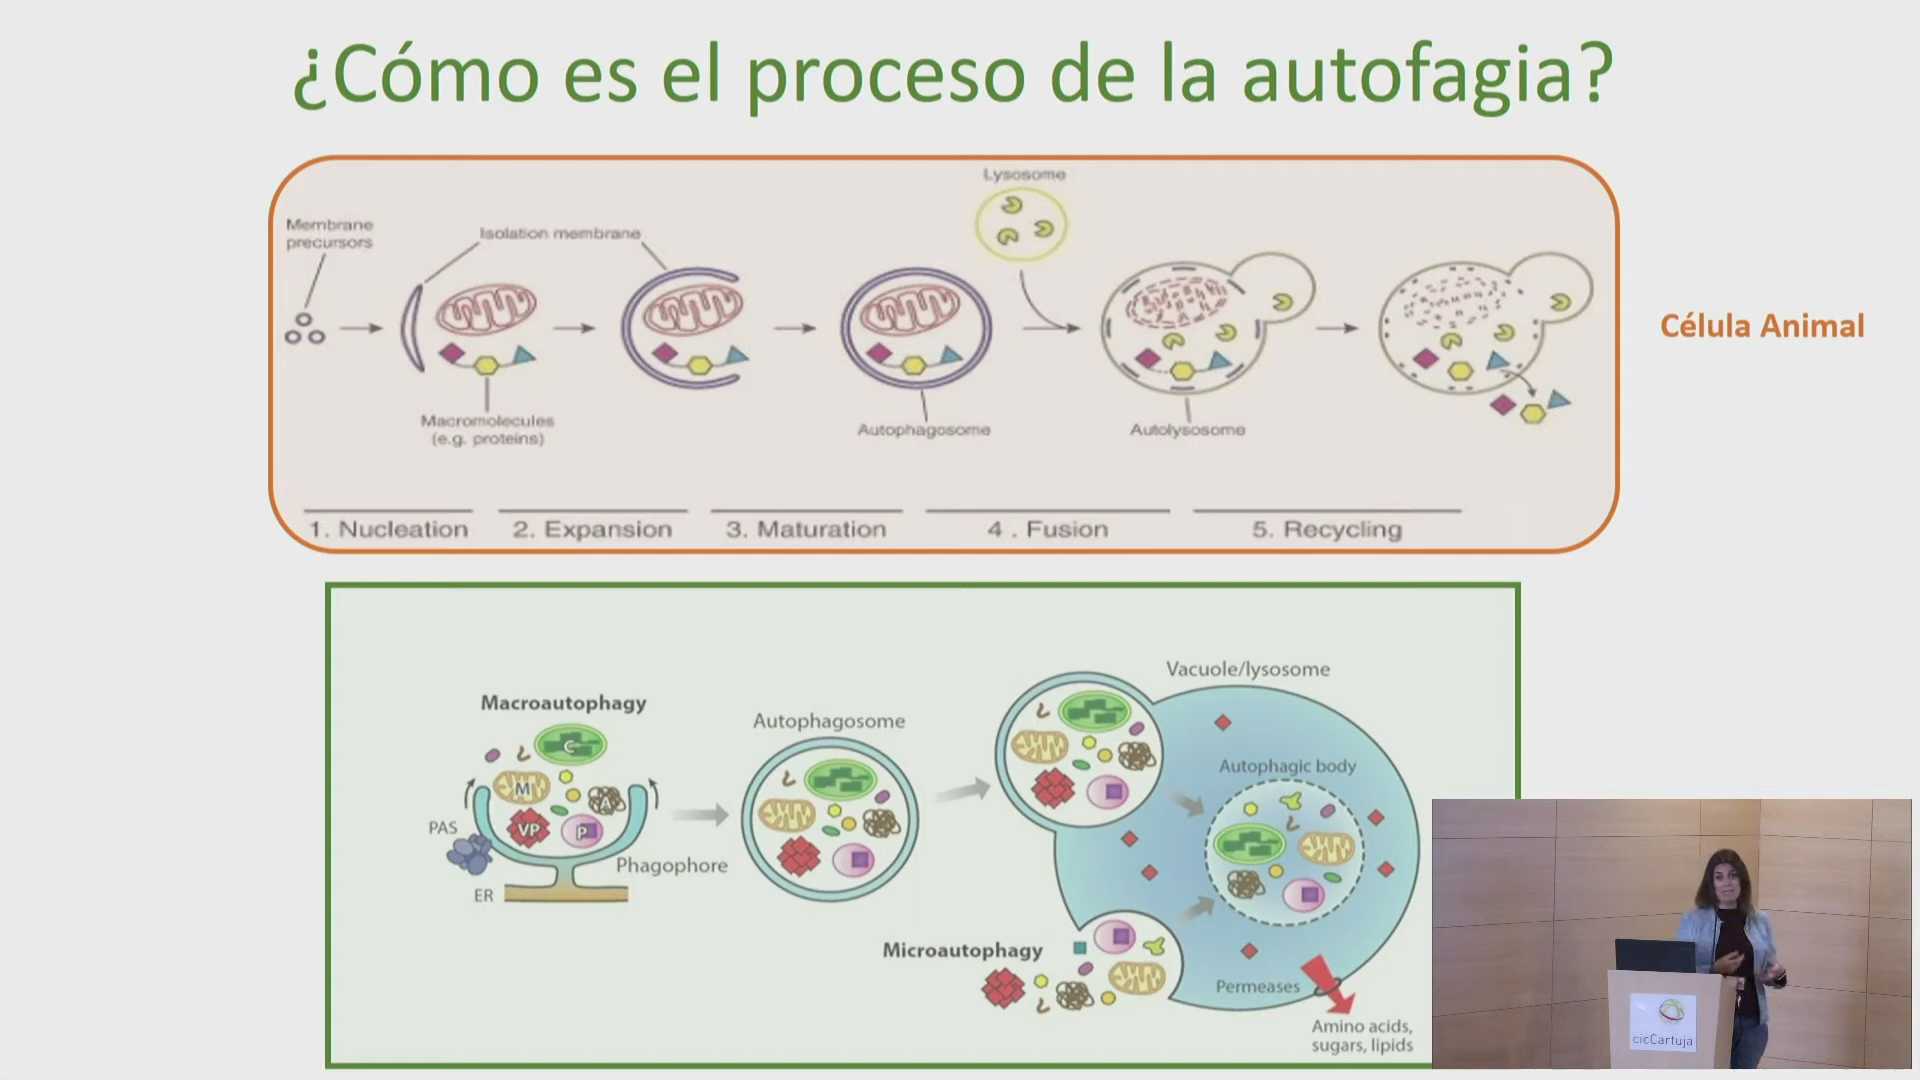 ¿Cómo es el proceso de la autofagia?
Lysosome
Membrane
precursors
Isolation membrane
Célula Animal
Macromolecules
(e.g. proteins)
Autophagosome
Autolysosome
1. Nucleation
2. Expansion
3. Maturation
4 . Fusion
5. Recycling
Vacuole/lysosome
Macroautophagy
Autophagosome
C
Autophagic body
M
A
PAS
VP
P
Phagophore
ER
Microautophagy
Permeases
Amino acids,
sugars, lipids
cicCartuja